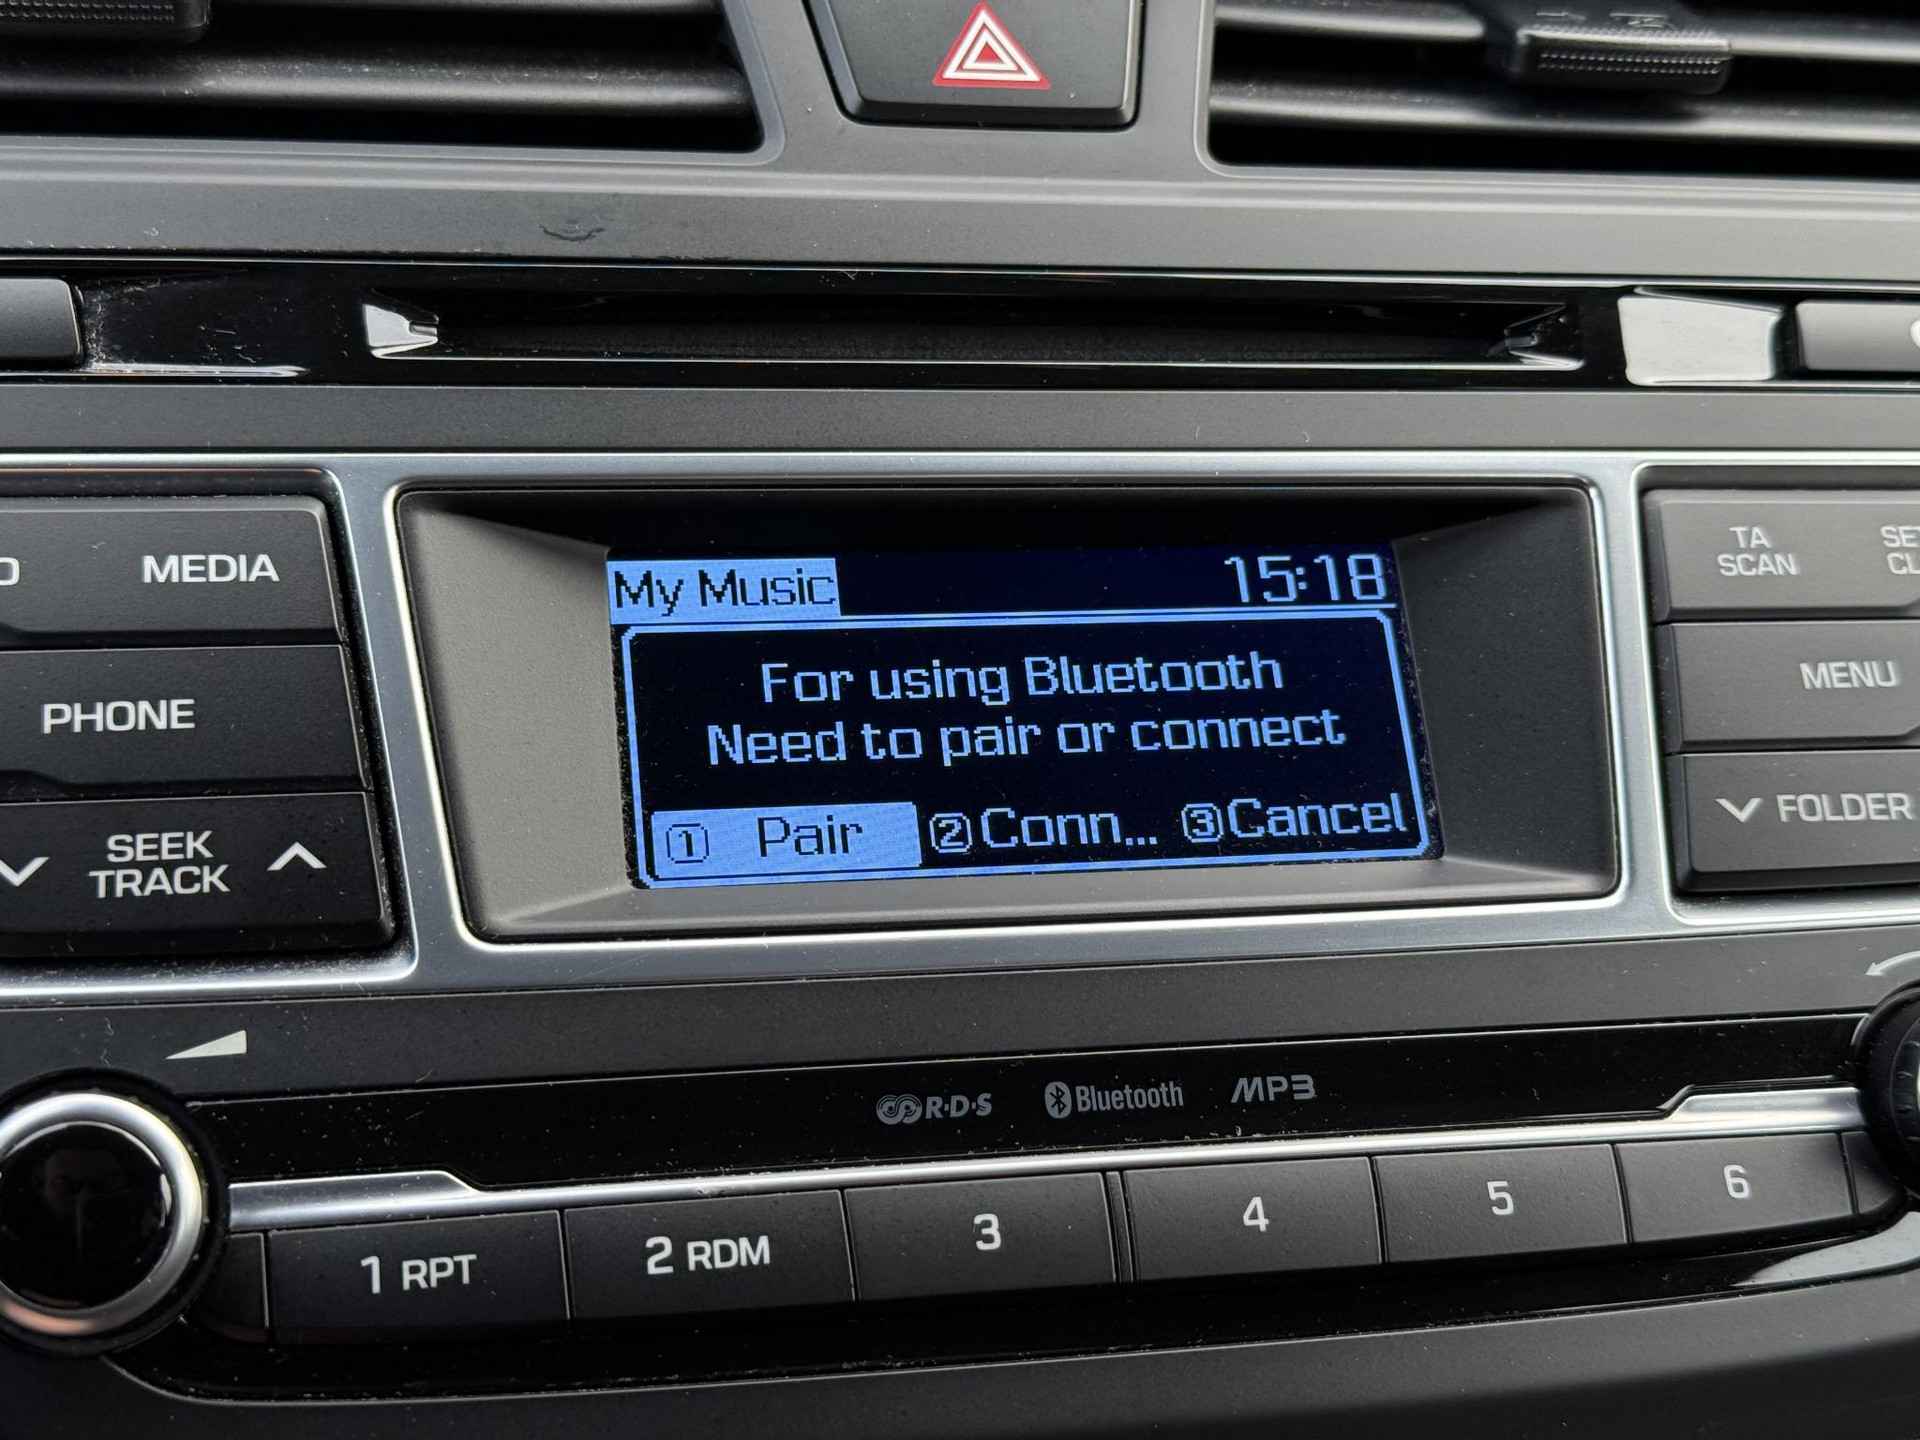 My Music 15:18
For using Bluetooth
Need to pair or connect
① Pair ②Conn... ③Cancel
MEDIA
PHONE
SEEK
TRACK
TA
SCAN
MENU
FOLDER
R·D·S Bluetooth MP3
1 RPT 2 RDM 3 4 5 6